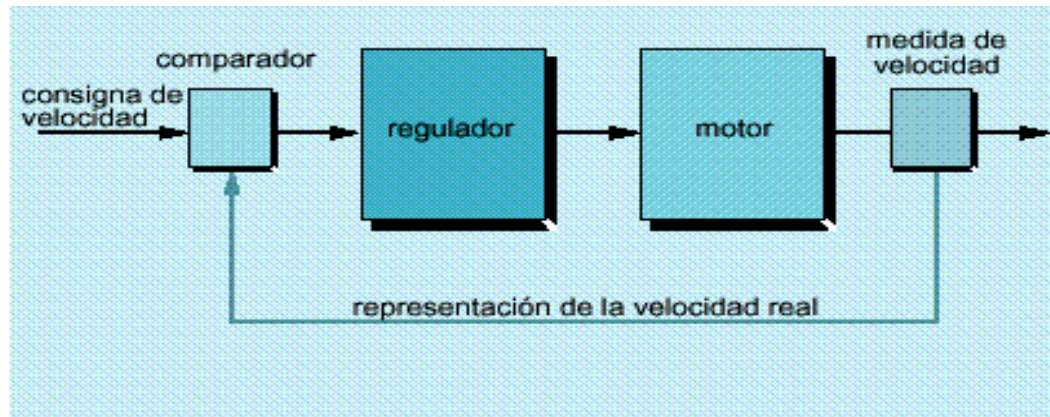 comparador
consigna de
velocidad
regulador
motor
medida de
velocidad
representación de la velocidad real